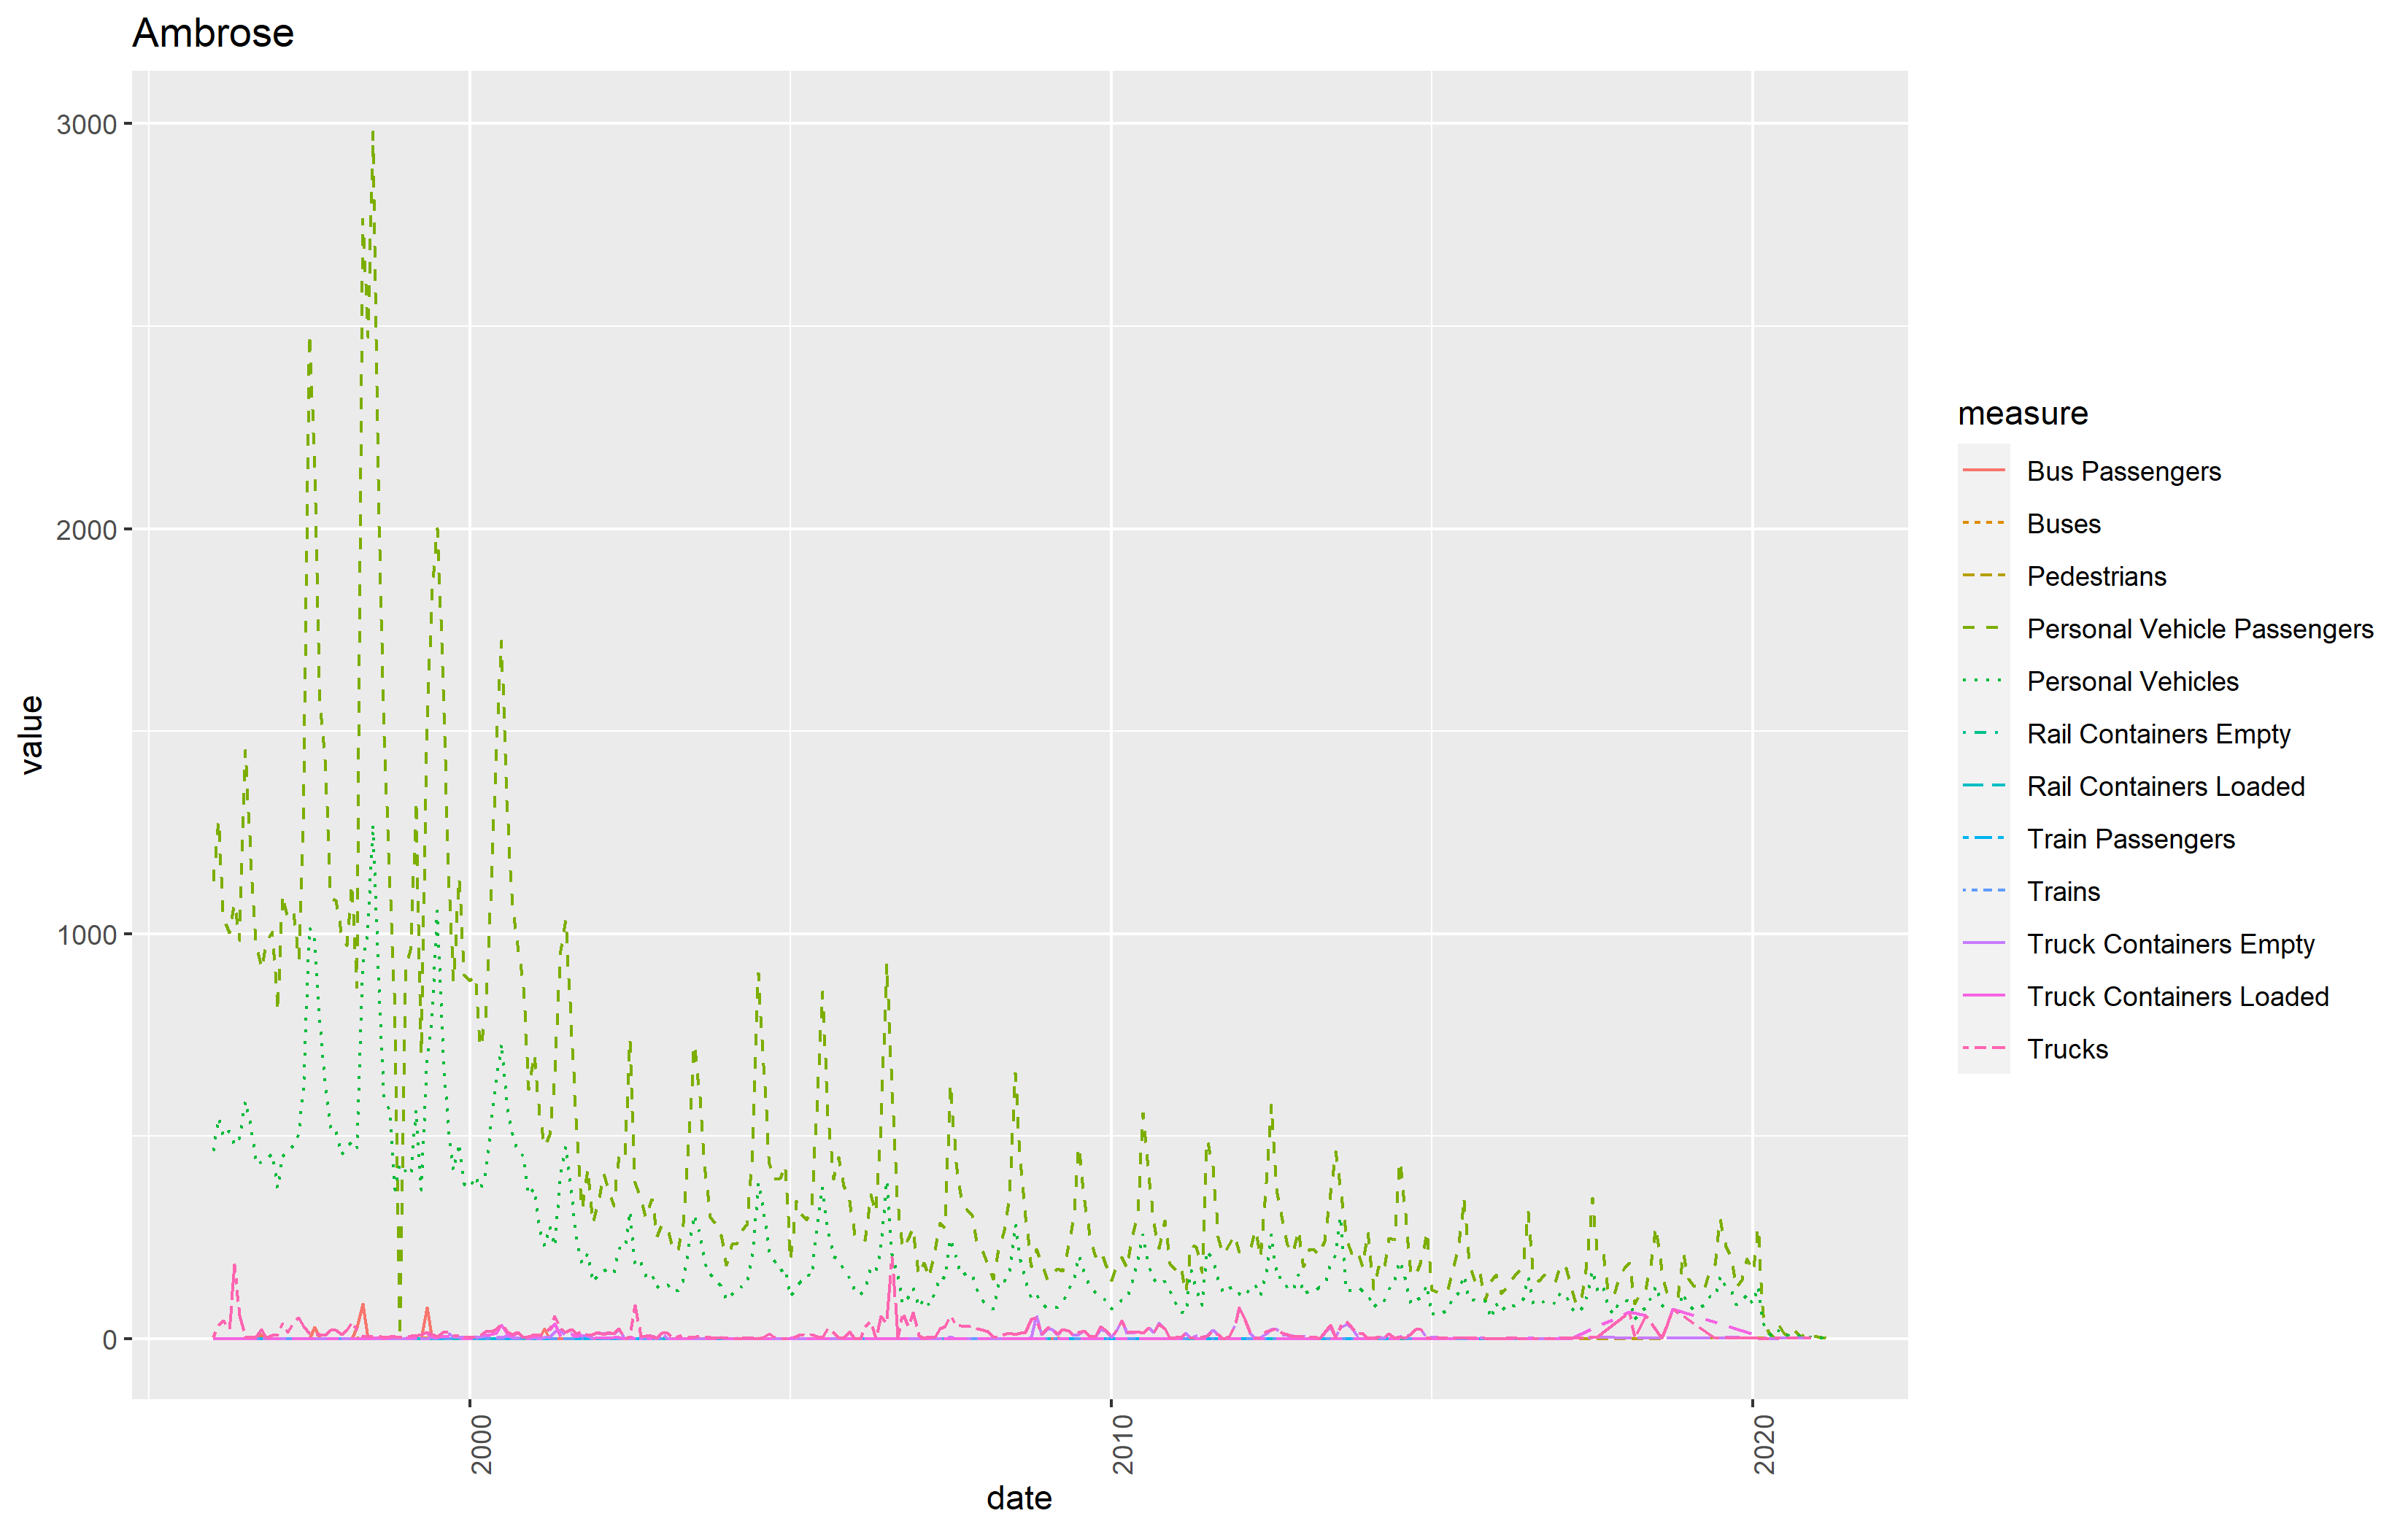 Ambrose
3000
2000
1000
0
value
2000
2010
2020
date
measure
Bus Passengers
Buses
Pedestrians
Personal Vehicle Passengers
Personal Vehicles
Rail Containers Empty
Rail Containers Loaded
Train Passengers
Trains
Truck Containers Empty
Truck Containers Loaded
Trucks